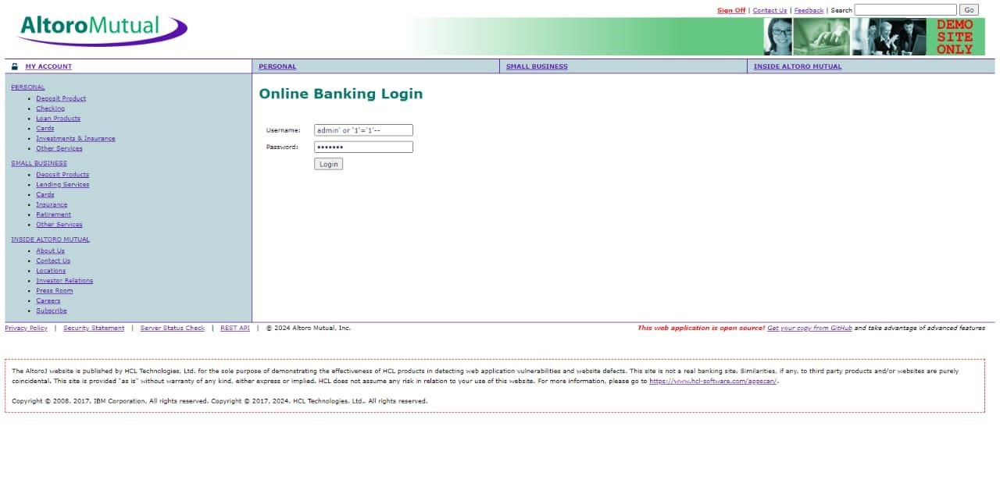 Sign Off | Contact Us | Feedback | Search Go
AltoroMutual
DEMO
SITE
ONLY
MY ACCOUNT PERSONAL SMALL BUSINESS INSIDE ALTORO MUTUAL
PERSONAL
• Deposit Product
• Checking
• Loan Products
• Cards
• Investments & Insurance
• Other Services
SMALL BUSINESS
• Deposit Products
• Lending Services
• Cards
• Insurance
• Retirement
• Other Services
INSIDE ALTORO MUTUAL
• About Us
• Contact Us
• Locations
• Investor Relations
• Press Room
• Careers
• Subscribe
Online Banking Login
Username: admin' or '1'='1'--
Password: •••••••
Login
Privacy Policy | Security Statement | Server Status Check | REST API | © 2024 Altoro Mutual, Inc. This web application is open source! Get your copy from GitHub and take advantage of advanced features
The AltoroJ website is published by HCL Technologies, Ltd. for the sole purpose of demonstrating the effectiveness of HCL products in detecting web application vulnerabilities and website defects. This site is not a real banking site. Similarities, if any, to third party products and/or websites are purely
coincidental. This site is provided "as is" without warranty of any kind, either express or implied. HCL does not assume any risk in relation to your use of this website. For more information, please go to https://www.hcl-software.com/appscan/.
Copyright © 2008, 2017, IBM Corporation, All rights reserved. Copyright © 2017, 2024, HCL Technologies, Ltd., All rights reserved.